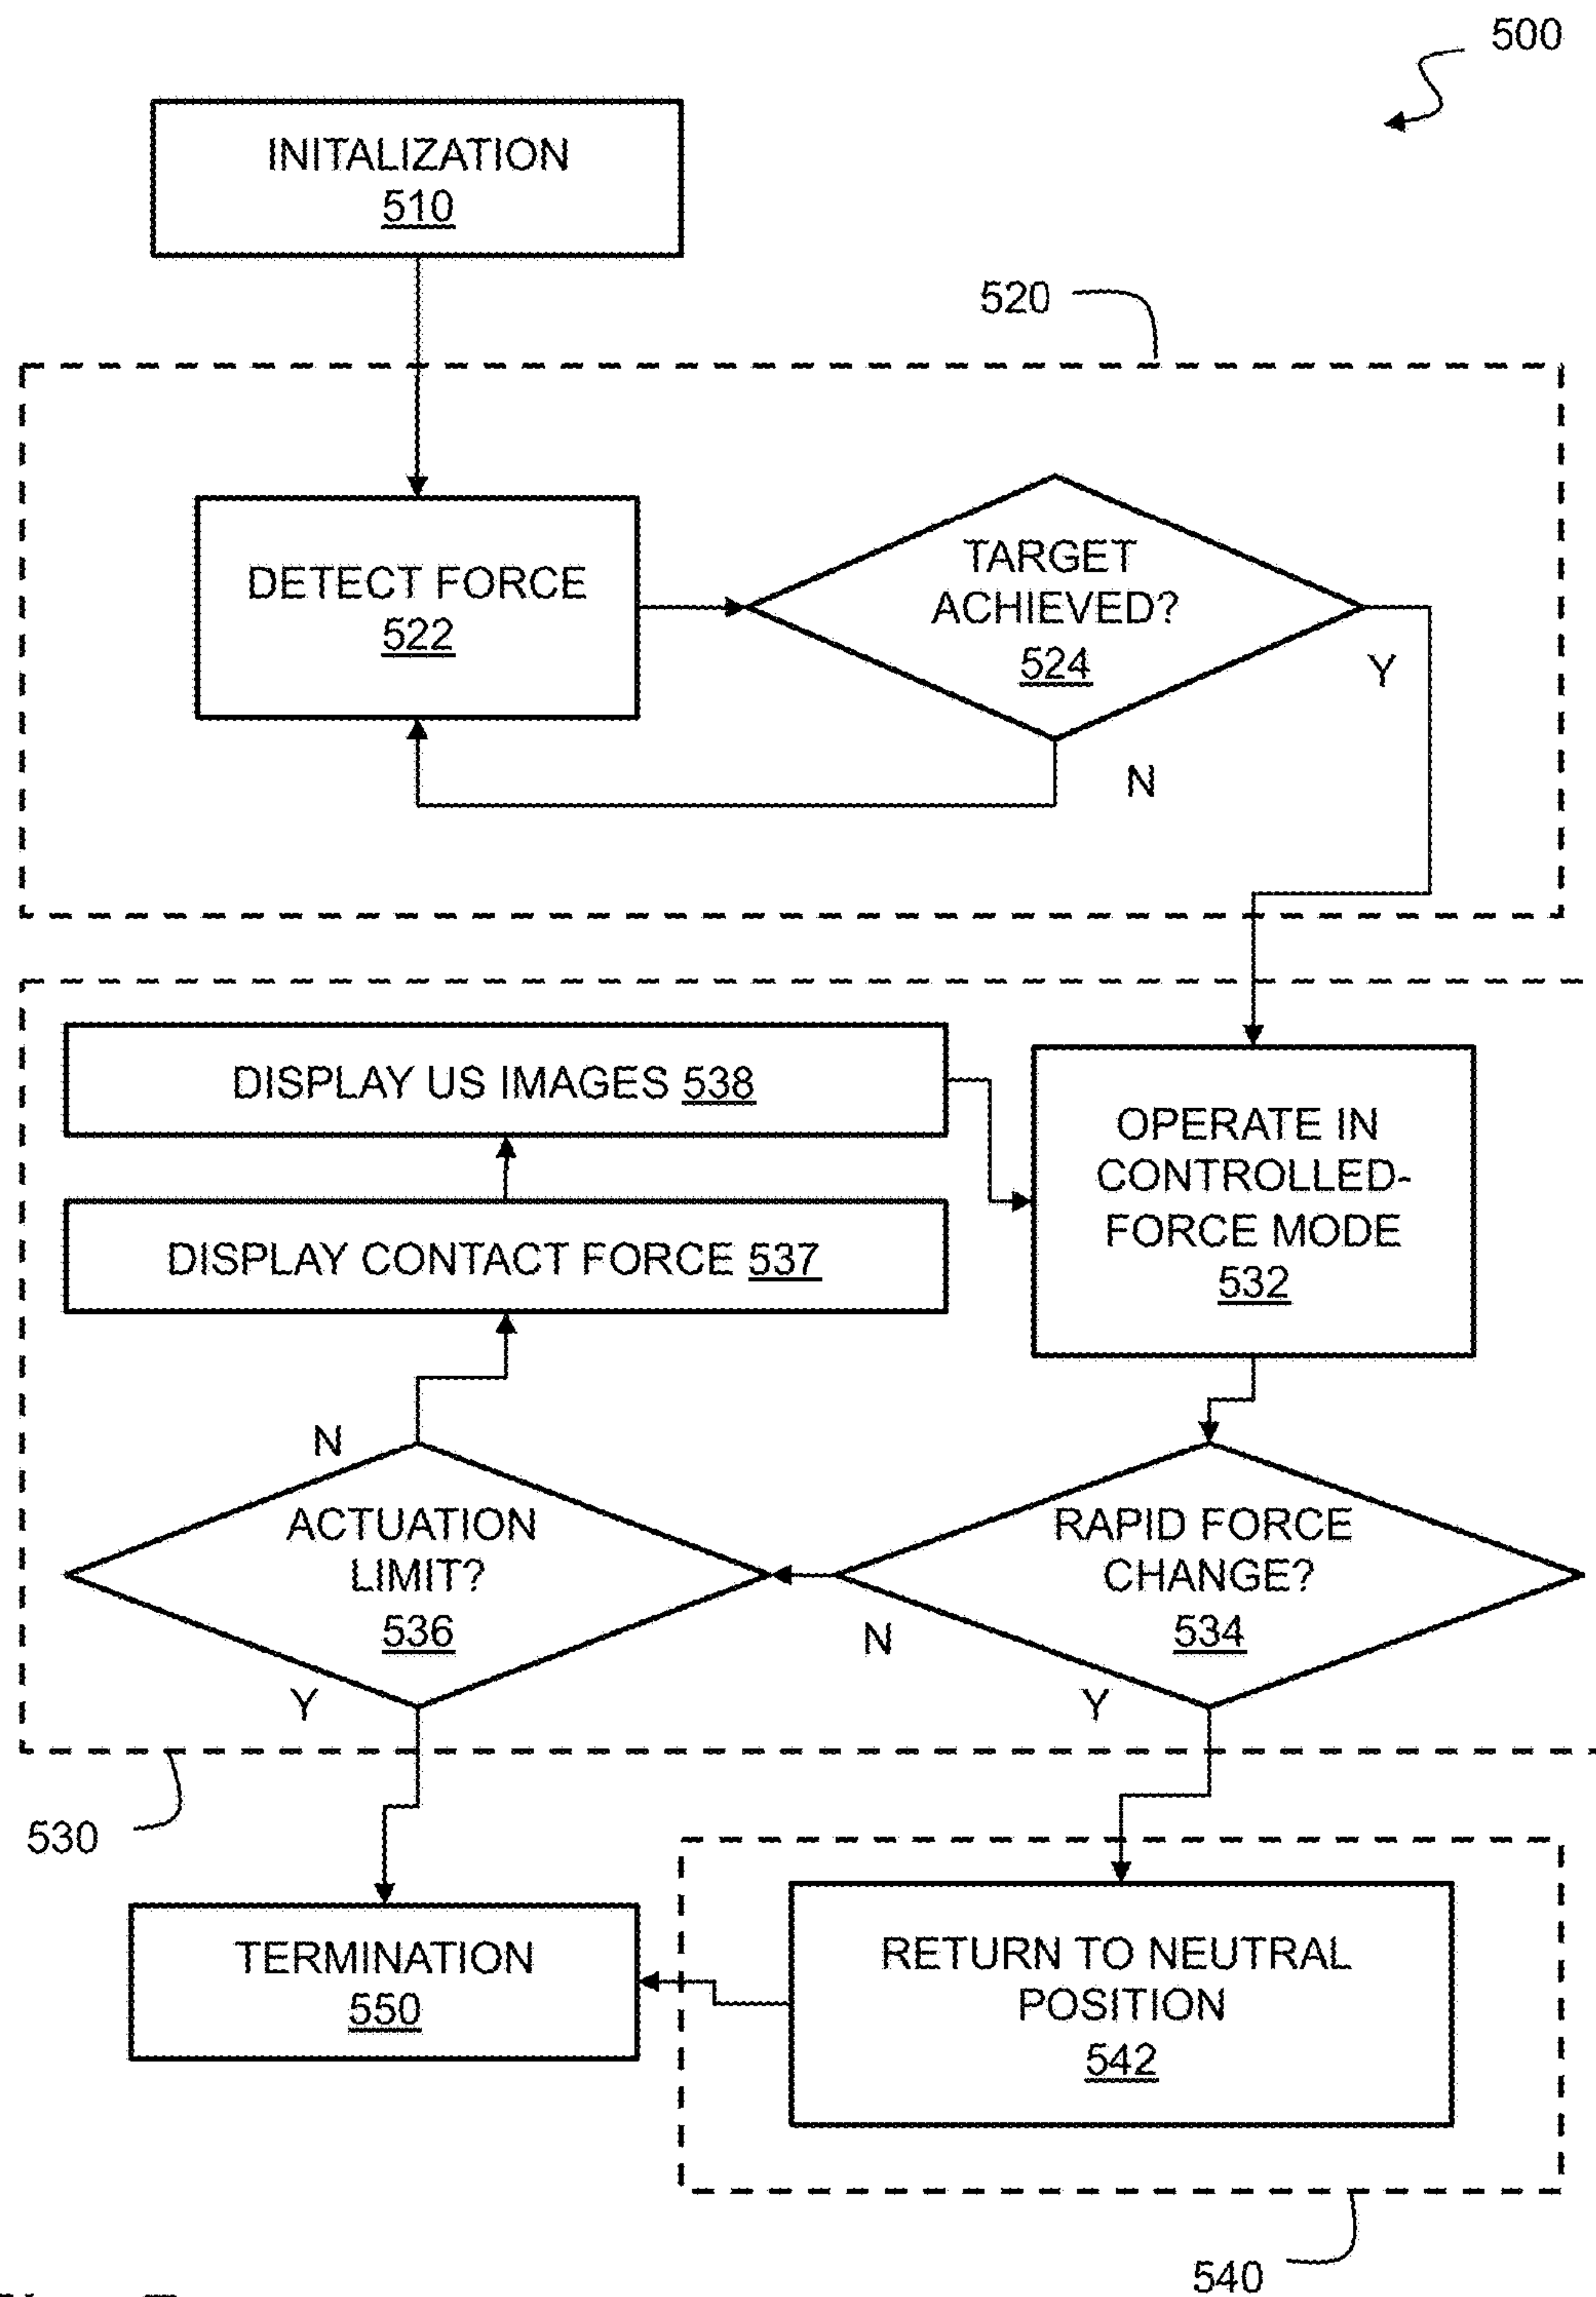 500
INITALIZATION
510
520
DETECT FORCE
522
TARGET
ACHIEVED?
524
Y
N
DISPLAY US IMAGES 538
DISPLAY CONTACT FORCE 537
OPERATE IN
CONTROLLED-
FORCE MODE
532
N
ACTUATION
LIMIT?
536
Y
RAPID FORCE
CHANGE?
534
N
Y
530
TERMINATION
550
RETURN TO NEUTRAL
POSITION
542
540